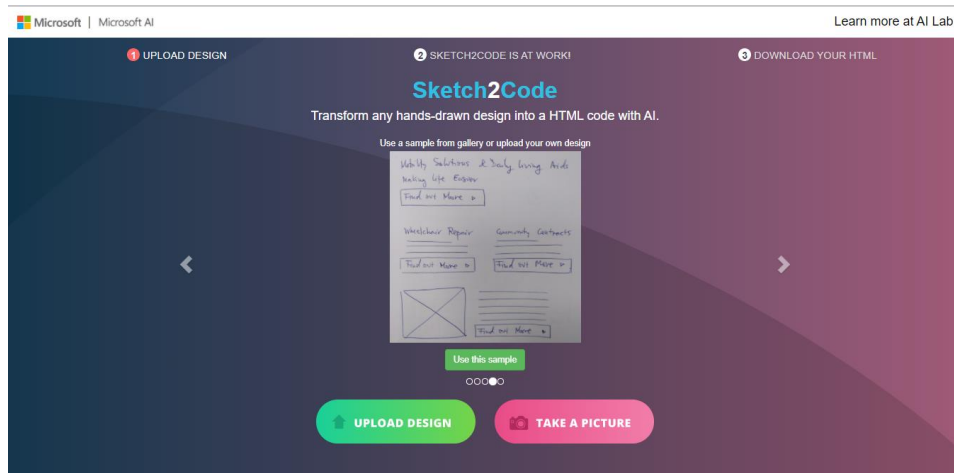 Microsoft | Microsoft AI
Learn more at AI Lab
1 UPLOAD DESIGN
2 SKETCH2CODE IS AT WORK!
3 DOWNLOAD YOUR HTML
Sketch2Code
Transform any hands-drawn design into a HTML code with AI.
Use a sample from gallery or upload your own design
Mobility Solutions & Daily Living Aids
Making Life Easier
Find out More »
Wheelchair Repair
Community Contracts
Find out More »
Find out More »
Find out More »
Use this sample
UPLOAD DESIGN
TAKE A PICTURE